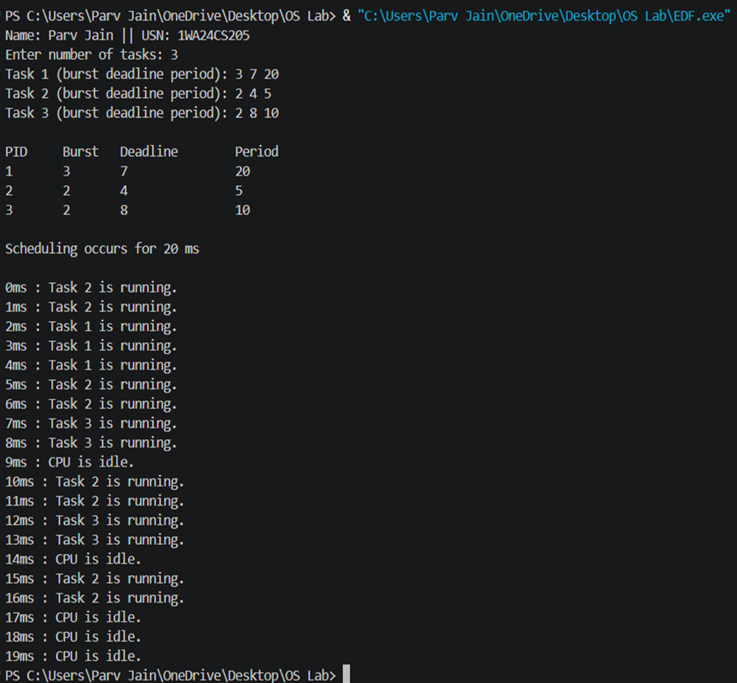 PS C:\Users\Parv Jain\OneDrive\Desktop\OS Lab> & "C:\Users\Parv Jain\OneDrive\Desktop\OS Lab\EDF.exe"
Name: Parv Jain || USN: 1WA24CS205
Enter number of tasks: 3
Task 1 (burst deadline period): 3 7 20
Task 2 (burst deadline period): 2 4 5
Task 3 (burst deadline period): 2 8 10
PID Burst Deadline Period
1 3 7 20
2 2 4 5
3 2 8 10
Scheduling occurs for 20 ms
0ms : Task 2 is running.
1ms : Task 2 is running.
2ms : Task 1 is running.
3ms : Task 1 is running.
4ms : Task 1 is running.
5ms : Task 2 is running.
6ms : Task 2 is running.
7ms : Task 3 is running.
8ms : Task 3 is running.
9ms : CPU is idle.
10ms : Task 2 is running.
11ms : Task 2 is running.
12ms : Task 3 is running.
13ms : Task 3 is running.
14ms : CPU is idle.
15ms : Task 2 is running.
16ms : Task 2 is running.
17ms : CPU is idle.
18ms : CPU is idle.
19ms : CPU is idle.
PS C:\Users\Parv Jain\OneDrive\Desktop\OS Lab>